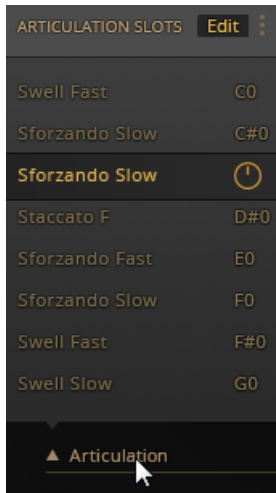 ARTICULATION SLOTS Edit
Swell Fast C0
Sforzando Slow C#0
Sforzando Slow
Staccato F D#0
Sforzando Fast E0
Sforzando Slow F0
Swell Fast F#0
Swell Slow G0
▲ Articulation